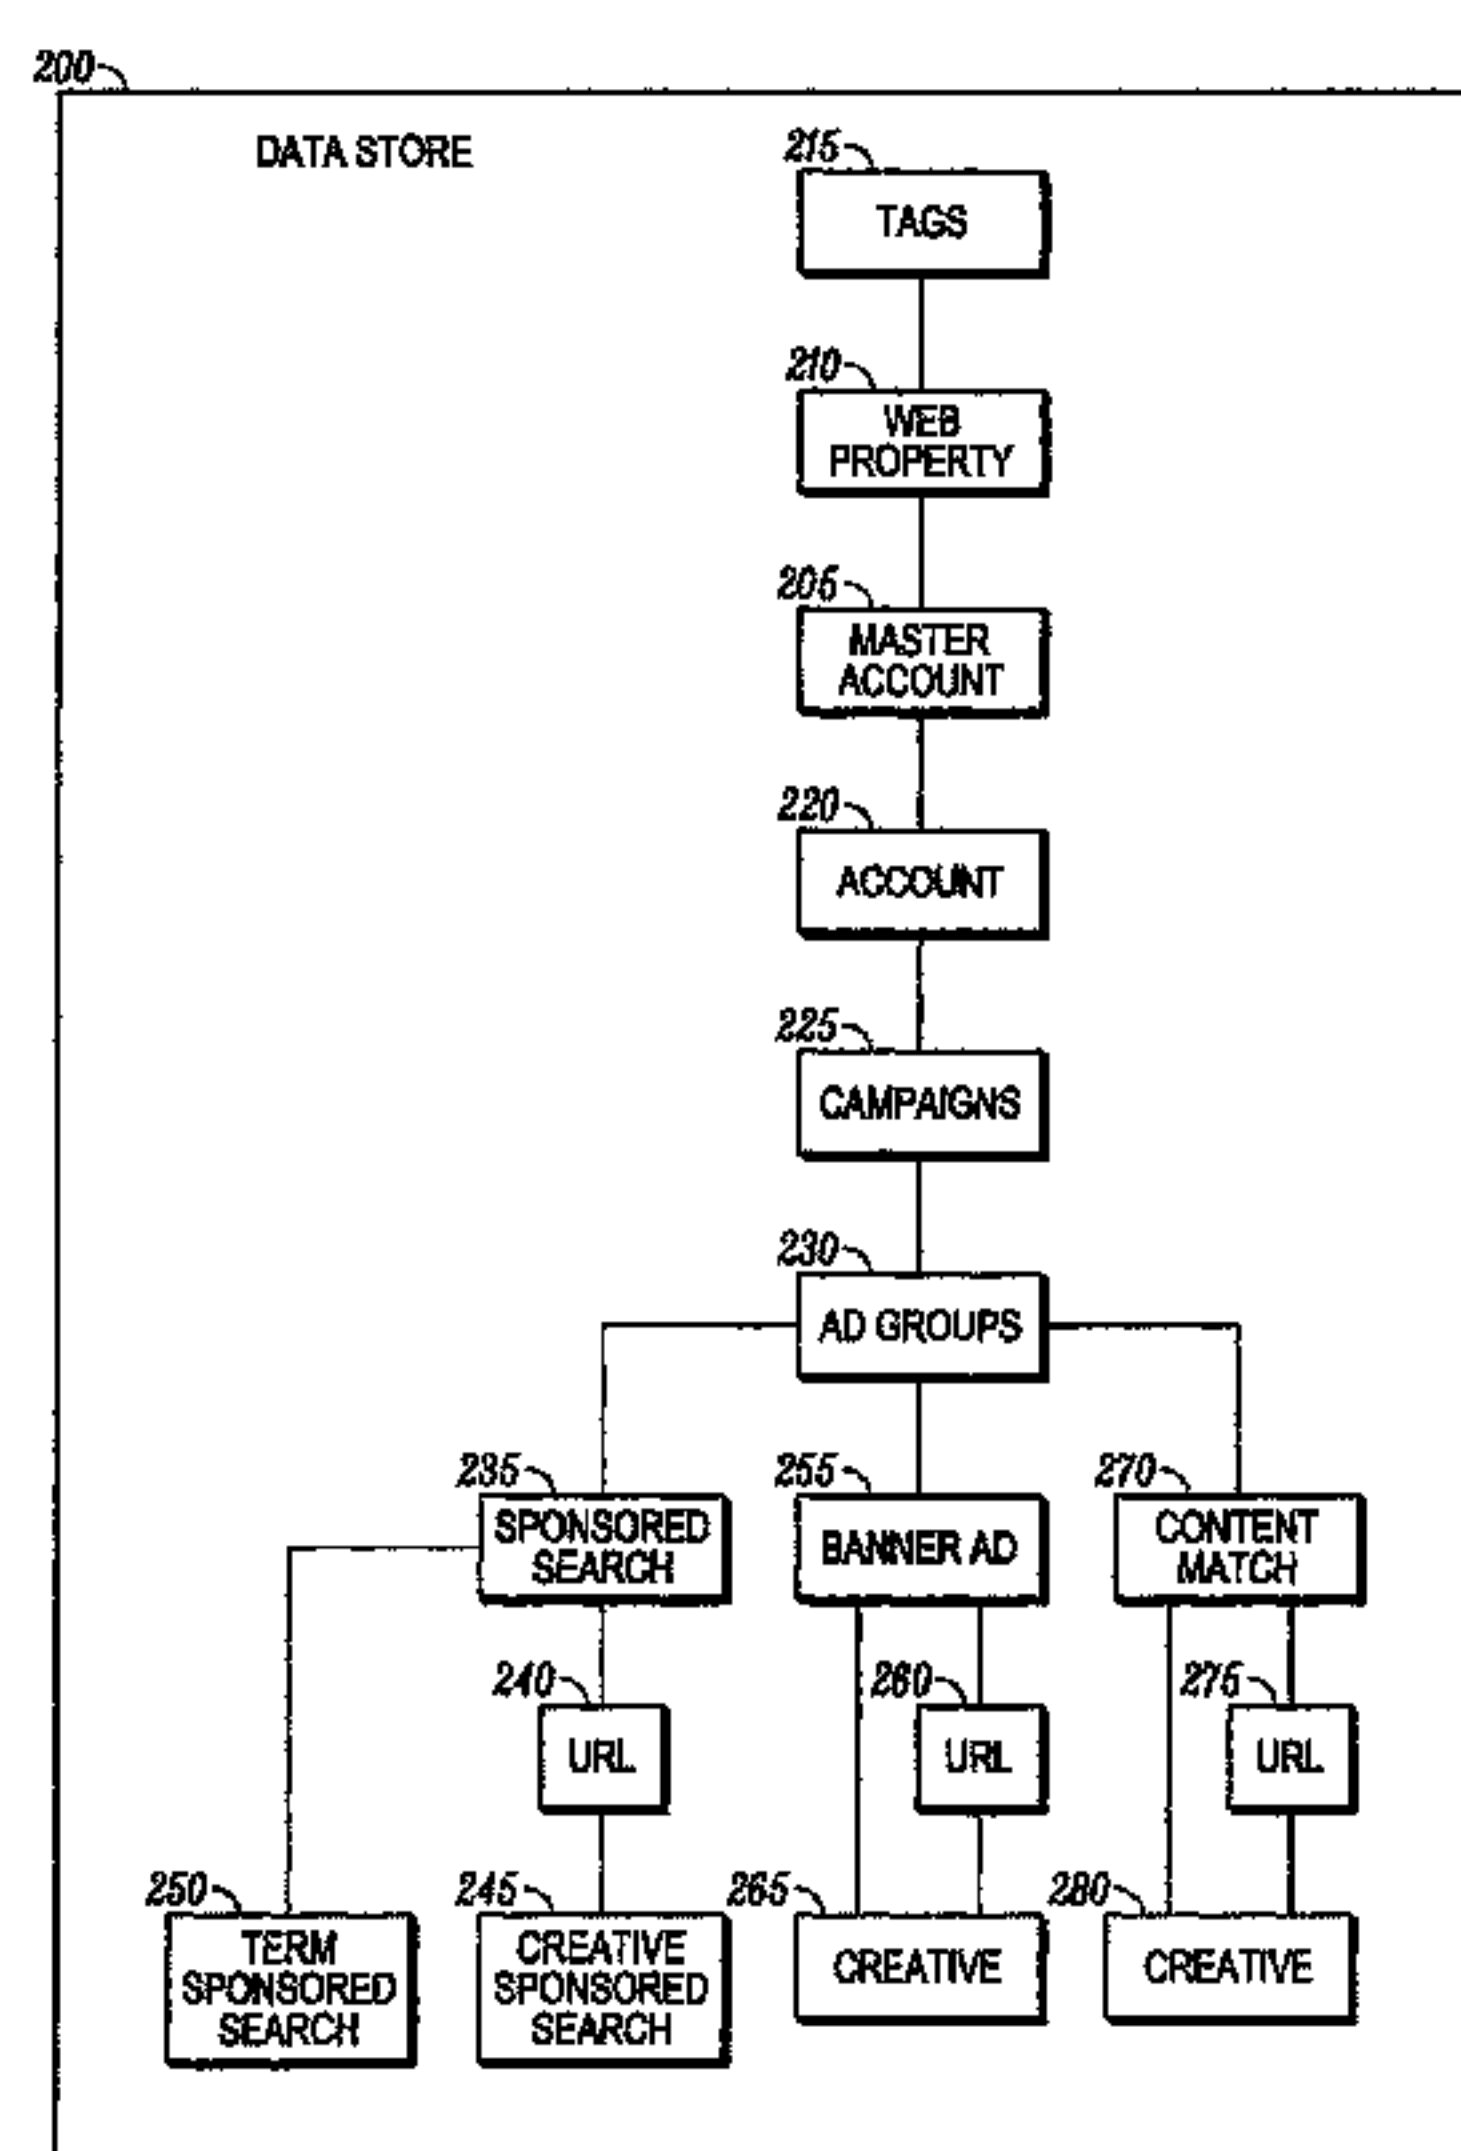 200
DATA STORE
215
TAGS
210
WEB
PROPERTY
205
MASTER
ACCOUNT
220
ACCOUNT
225
CAMPAIGNS
230
AD GROUPS
235
SPONSORED
SEARCH
255
BANNER AD
270
CONTENT
MATCH
240
URL
260
URL
275
URL
250
TERM
SPONSORED
SEARCH
245
CREATIVE
SPONSORED
SEARCH
265
CREATIVE
280
CREATIVE